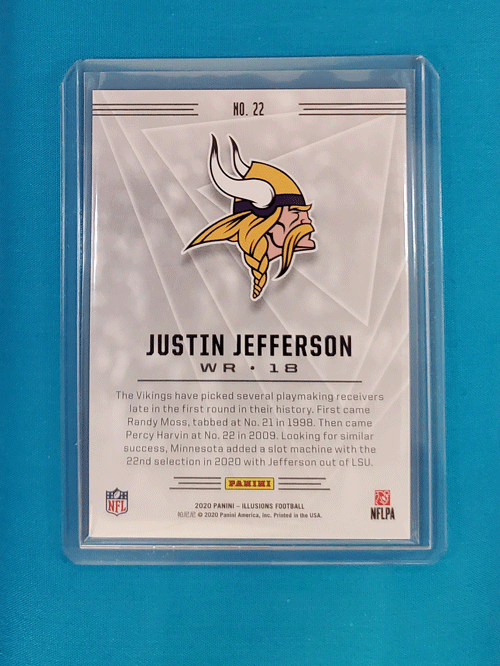 NO. 22
JUSTIN JEFFERSON
WR • 18
The Vikings have picked several playmaking receivers
late in the first round in their history. First came
Randy Moss, tabbed at No. 21 in 1998. Then came
Percy Harvin at No. 22 in 2009. Looking for similar
success, Minnesota added a slot machine with the
22nd selection in 2020 with Jefferson out of LSU.
PANINI
NFL
2020 PANINI – ILLUSIONS FOOTBALL
© 2020 Panini America, Inc. Printed in the USA.
NFLPA